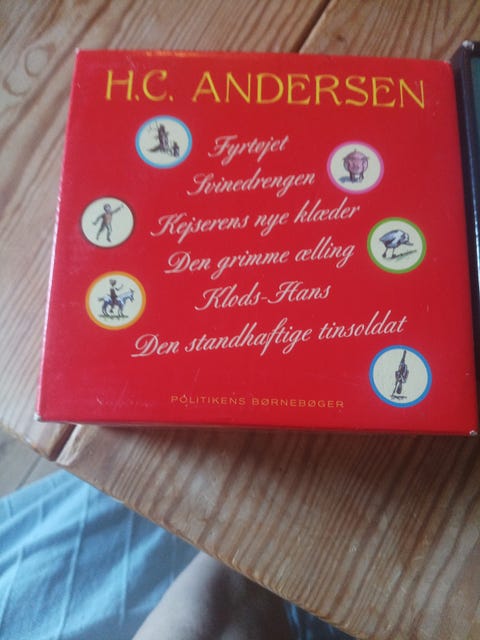 H.C. ANDERSEN
Fyrtøjet
Svinedrengen
Kejserens nye klæder
Den grimme ælling
Klods-Hans
Den standhaftige tinsoldat
POLITIKENS BØRNEBØGER